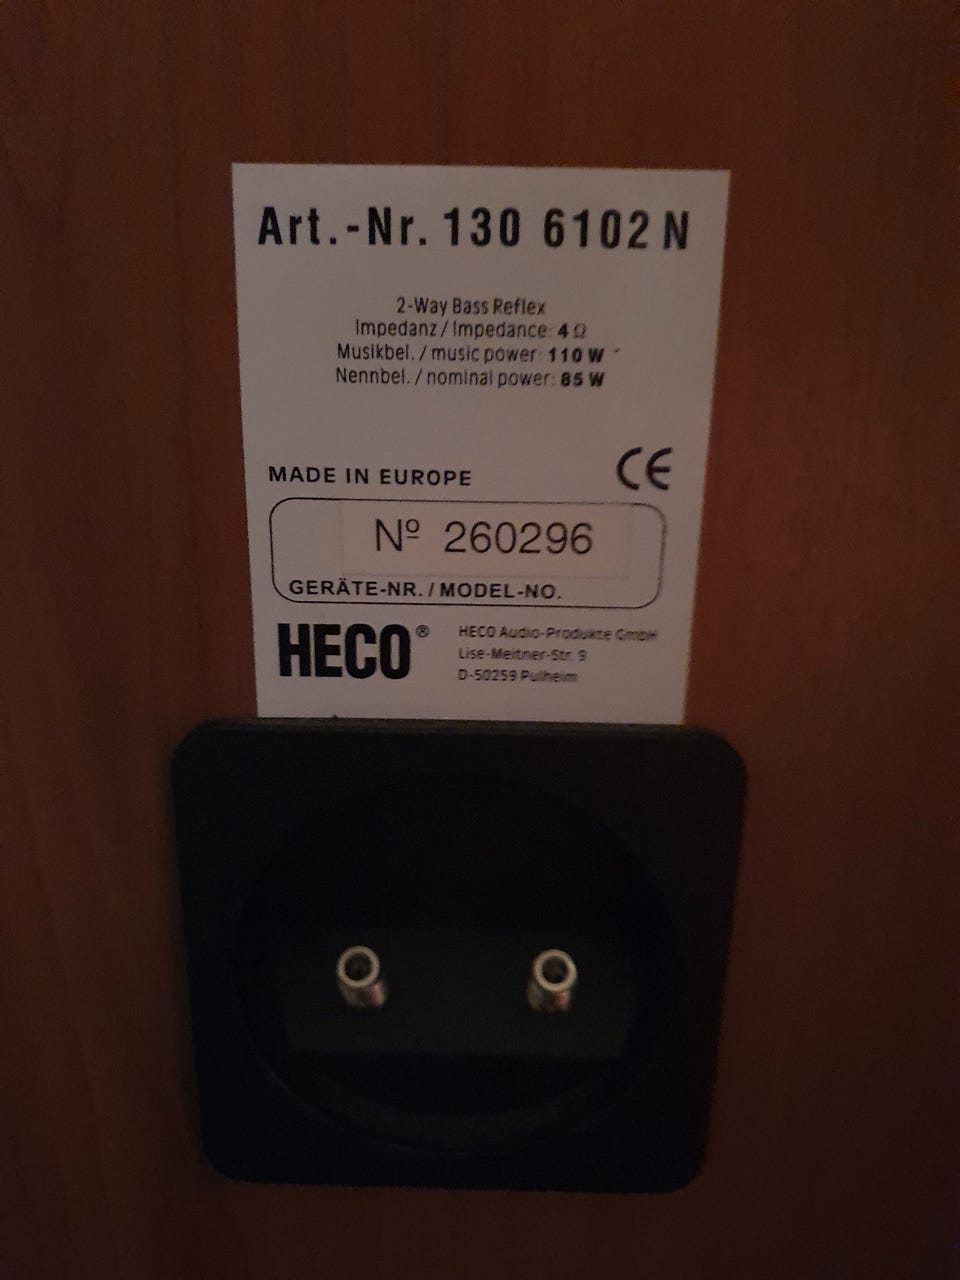 Art.-Nr. 130 6102 N
2-Way Bass Reflex
Impedanz / Impedance: 4 Ω
Musikbel. / music power: 110 W
Nennbel. / nominal power: 85 W
MADE IN EUROPE CE
Nº 260296
GERÄTE-NR. / MODEL-NO.
HECO® HECO Audio-Produkte GmbH
Lise-Meitner-Str. 9
D-50259 Pulheim